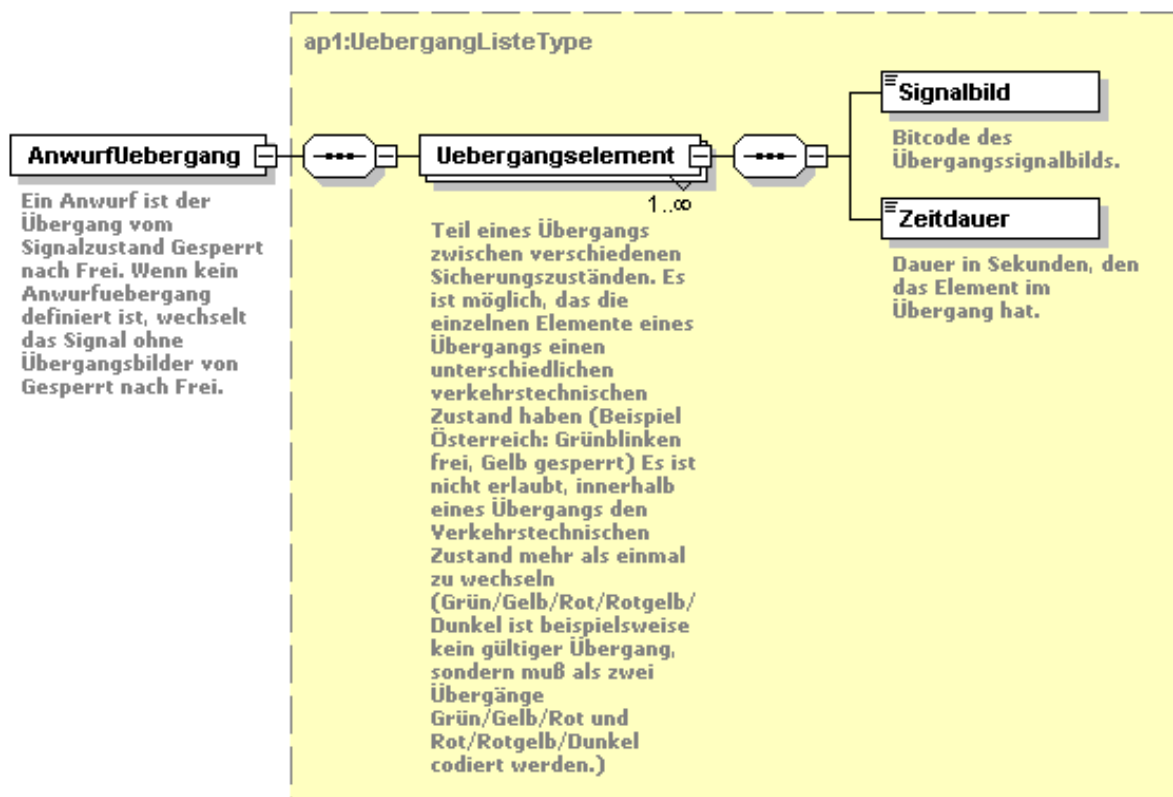 ap1:UebergangListeType
AnwurfUebergang
Ein Anwurf ist der
Übergang vom
Signalzustand Gesperrt
nach Frei. Wenn kein
Anwurfuebergang
definiert ist, wechselt
das Signal ohne
Übergangsbilder von
Gesperrt nach Frei.
Uebergangselement
1..∞
Teil eines Übergangs
zwischen verschiedenen
Sicherungszuständen. Es
ist möglich, das die
einzelnen Elemente eines
Übergangs einen
unterschiedlichen
verkehrstechnischen
Zustand haben (Beispiel
Österreich: Grünblinken
frei, Gelb gesperrt) Es ist
nicht erlaubt, innerhalb
eines Übergangs den
Verkehrstechnischen
Zustand mehr als einmal
zu wechseln
(Grün/Gelb/Rot/Rotgelb/
Dunkel ist beispielsweise
kein gültiger Übergang,
sondern muß als zwei
Übergänge
Grün/Gelb/Rot und
Rot/Rotgelb/Dunkel
codiert werden.)
Signalbild
Bitcode des
Übergangssignalbilds.
Zeitdauer
Dauer in Sekunden, den
das Element im
Übergang hat.